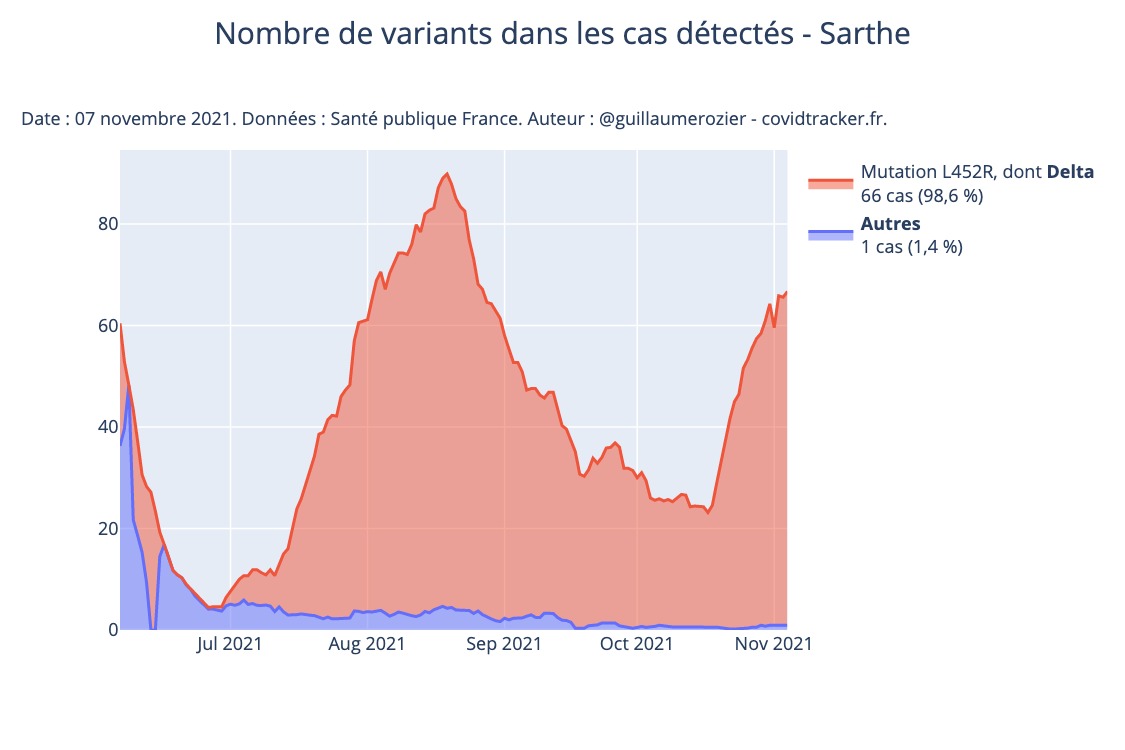 Nombre de variants dans les cas détectés - Sarthe
Date : 07 novembre 2021. Données : Santé publique France. Auteur : @guillaumerozier - covidtracker.fr.
Mutation L452R, dont Delta
66 cas (98,6 %)
Autres
1 cas (1,4 %)
80
60
40
20
0
Jul 2021
Aug 2021
Sep 2021
Oct 2021
Nov 2021